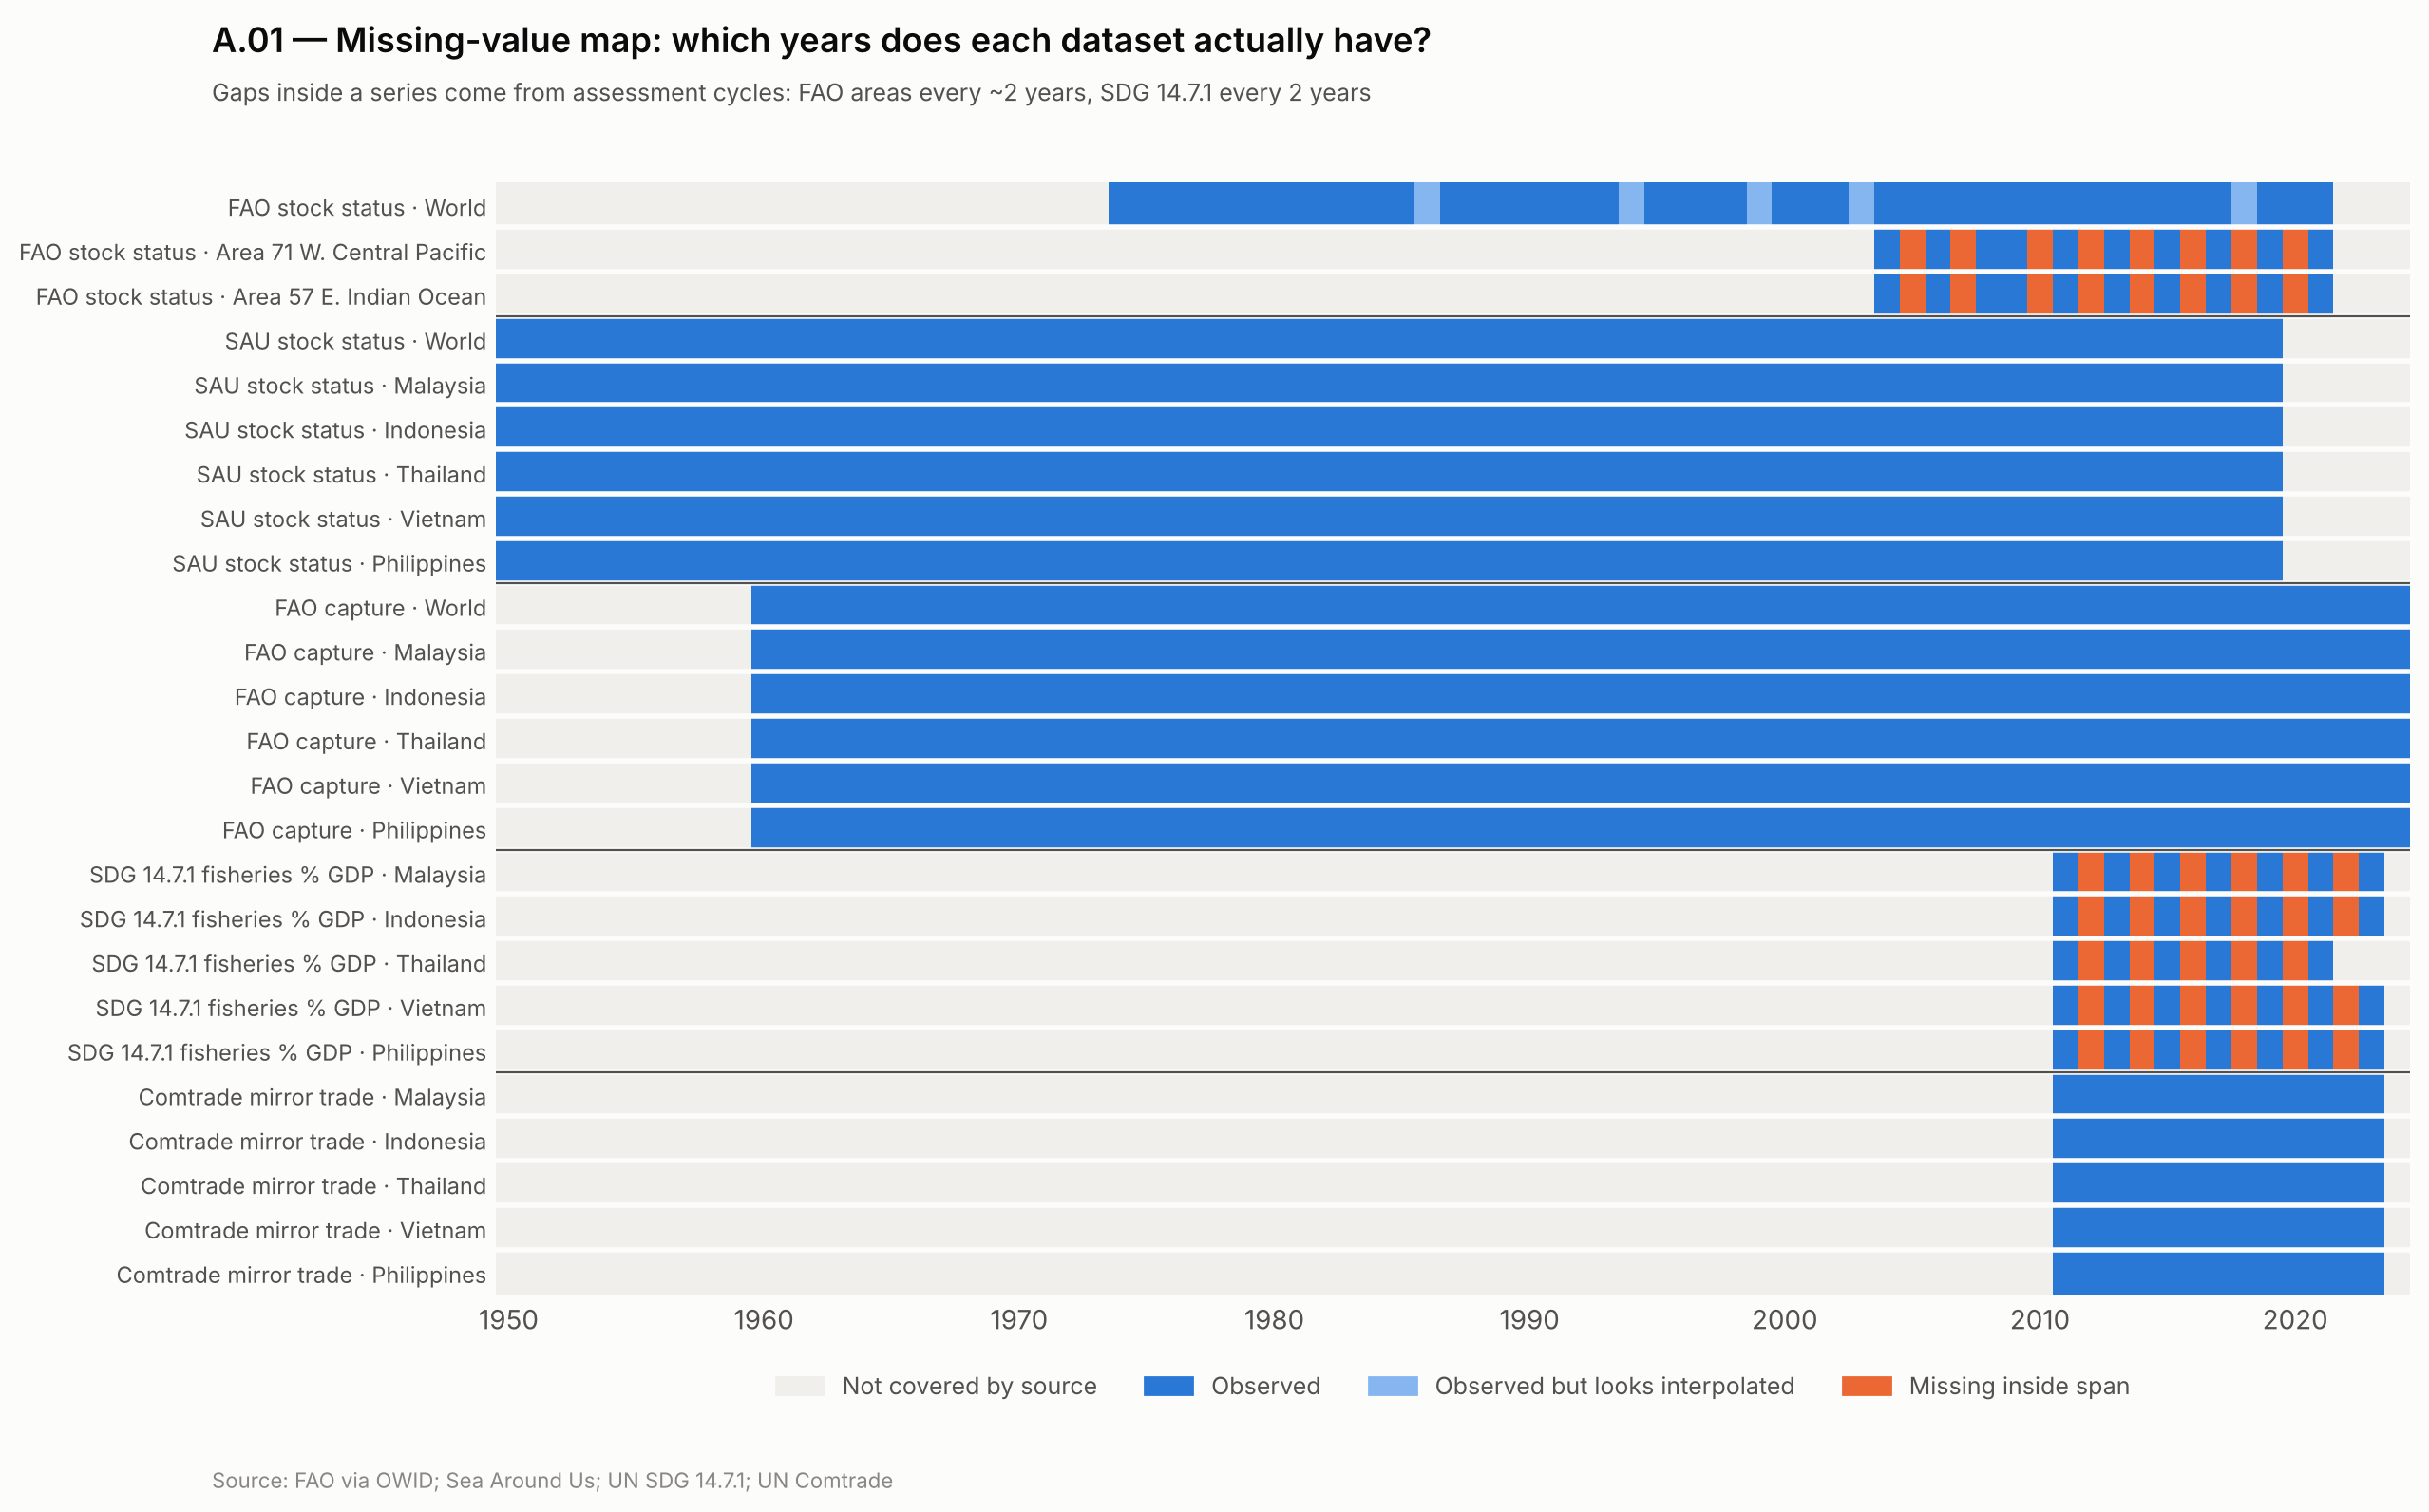 A.01 — Missing-value map: which years does each dataset actually have?
Gaps inside a series come from assessment cycles: FAO areas every ~2 years, SDG 14.7.1 every 2 years
FAO stock status · World
FAO stock status · Area 71 W. Central Pacific
FAO stock status · Area 57 E. Indian Ocean
SAU stock status · World
SAU stock status · Malaysia
SAU stock status · Indonesia
SAU stock status · Thailand
SAU stock status · Vietnam
SAU stock status · Philippines
FAO capture · World
FAO capture · Malaysia
FAO capture · Indonesia
FAO capture · Thailand
FAO capture · Vietnam
FAO capture · Philippines
SDG 14.7.1 fisheries % GDP · Malaysia
SDG 14.7.1 fisheries % GDP · Indonesia
SDG 14.7.1 fisheries % GDP · Thailand
SDG 14.7.1 fisheries % GDP · Vietnam
SDG 14.7.1 fisheries % GDP · Philippines
Comtrade mirror trade · Malaysia
Comtrade mirror trade · Indonesia
Comtrade mirror trade · Thailand
Comtrade mirror trade · Vietnam
Comtrade mirror trade · Philippines
1950 1960 1970 1980 1990 2000 2010 2020
Not covered by source Observed Observed but looks interpolated Missing inside span
Source: FAO via OWID; Sea Around Us; UN SDG 14.7.1; UN Comtrade